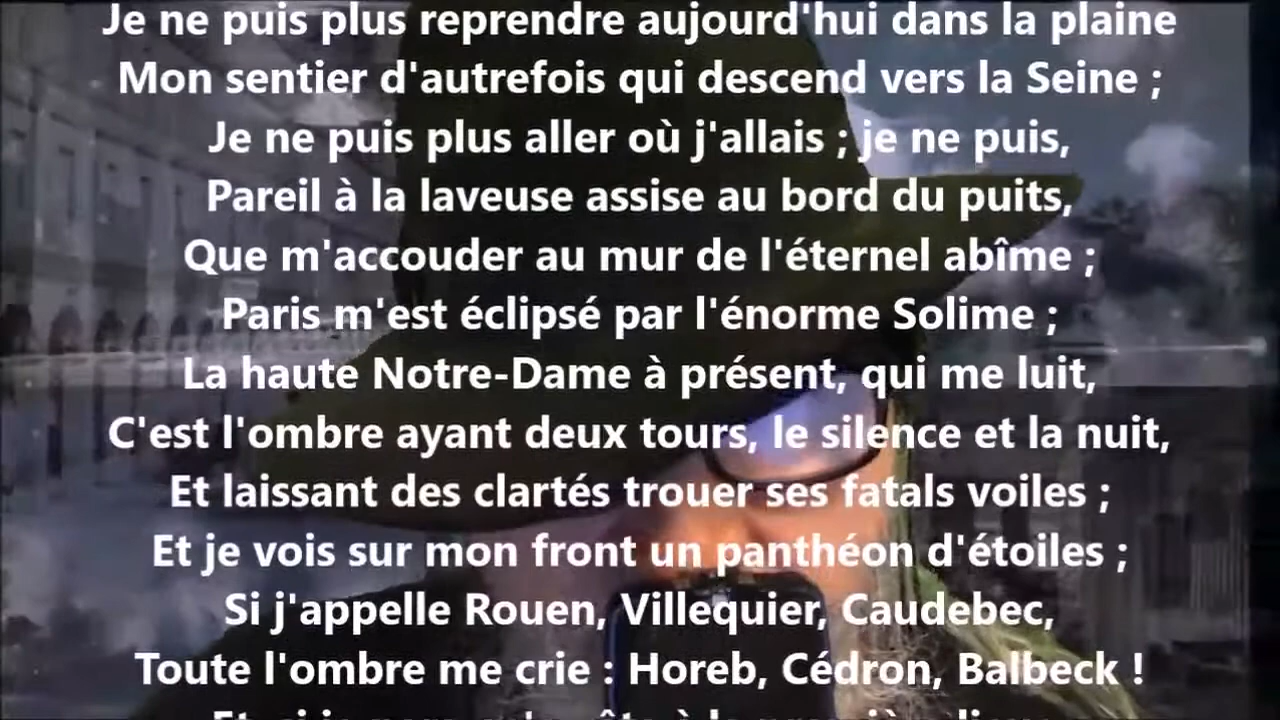 Je ne puis plus reprendre aujourd'hui dans la plaine
Mon sentier d'autrefois qui descend vers la Seine ;
Je ne puis plus aller où j'allais ; je ne puis,
Pareil à la laveuse assise au bord du puits,
Que m'accouder au mur de l'éternel abîme ;
Paris m'est éclipsé par l'énorme Solime ;
La haute Notre-Dame à présent, qui me luit,
C'est l'ombre ayant deux tours, le silence et la nuit,
Et laissant des clartés trouer ses fatals voiles ;
Et je vois sur mon front un panthéon d'étoiles ;
Si j'appelle Rouen, Villequier, Caudebec,
Toute l'ombre me crie : Horeb, Cédron, Balbeck !